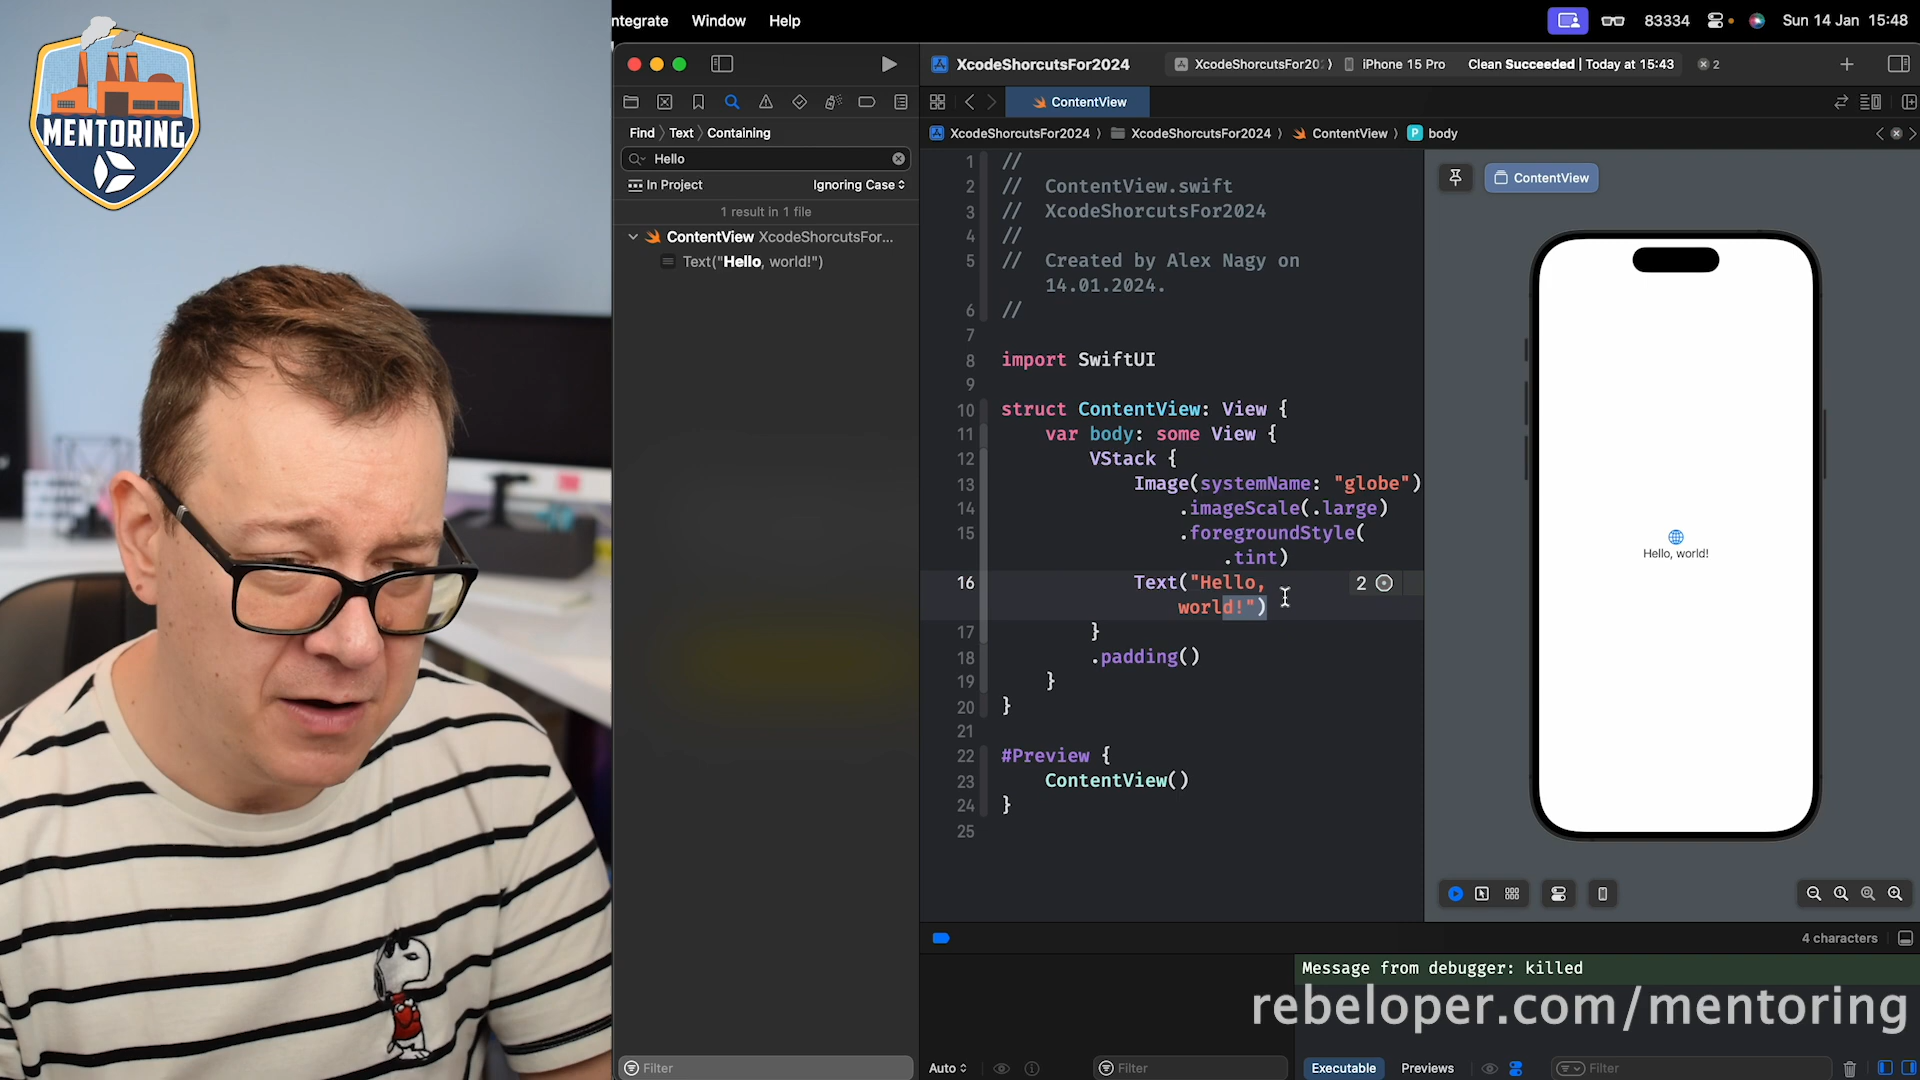 MENTORING
ntegrate Window Help
83334 Sun 14 Jan 15:48
XcodeShorcutsFor2024
XcodeShorcutsFor20 iPhone 15 Pro Clean Succeeded | Today at 15:43 2
ContentView
Find Text Containing
XcodeShorcutsFor2024 XcodeShorcutsFor2024 ContentView P body
Hello
In Project Ignoring Case
1 result in 1 file
ContentView XcodeShorcutsFor...
Text("Hello, world!")
1 //
2 // ContentView.swift
3 // XcodeShorcutsFor2024
4 //
5 // Created by Alex Nagy on
14.01.2024.
6 //
7
8 import SwiftUI
9
10 struct ContentView: View {
11 var body: some View {
12 VStack {
13 Image(systemName: "globe")
14 .imageScale(.large)
15 .foregroundStyle(
.tint)
16 Text("Hello, 2
world!")
17 }
18 .padding()
19 }
20 }
21
22 #Preview {
23 ContentView()
24 }
25
ContentView
Hello, world!
4 characters
Message from debugger: killed
rebeloper.com/mentoring
Filter
Auto
Filter
Executable Previews
Filter